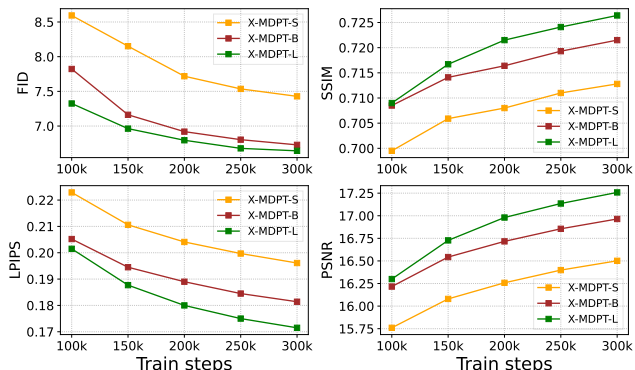 FID
8.5
8.0
7.5
7.0
100k 150k 200k 250k 300k
X-MDPT-S
X-MDPT-B
X-MDPT-L
SSIM
0.725
0.720
0.715
0.710
0.705
0.700
100k 150k 200k 250k 300k
X-MDPT-S
X-MDPT-B
X-MDPT-L
LPIPS
0.22
0.21
0.20
0.19
0.18
0.17
100k 150k 200k 250k 300k
Train steps
X-MDPT-S
X-MDPT-B
X-MDPT-L
PSNR
17.25
17.00
16.75
16.50
16.25
16.00
15.75
100k 150k 200k 250k 300k
Train steps
X-MDPT-S
X-MDPT-B
X-MDPT-L